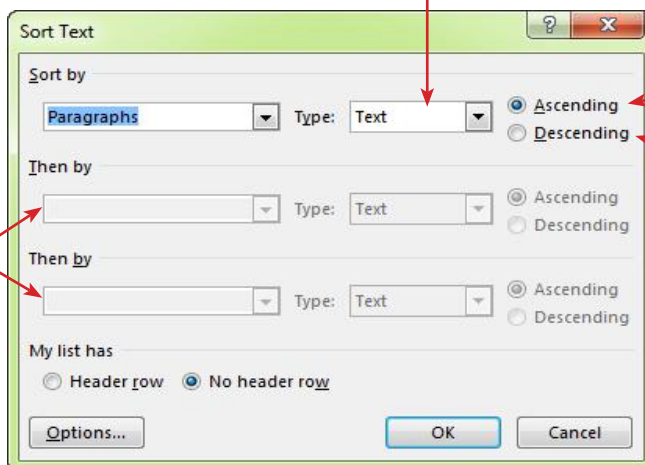 Sort Text
Sort by
Paragraphs Type: Text Ascending
Descending
Then by
Type: Text Ascending
Descending
Then by
Type: Text Ascending
Descending
My list has
Header row No header row
Options... OK Cancel